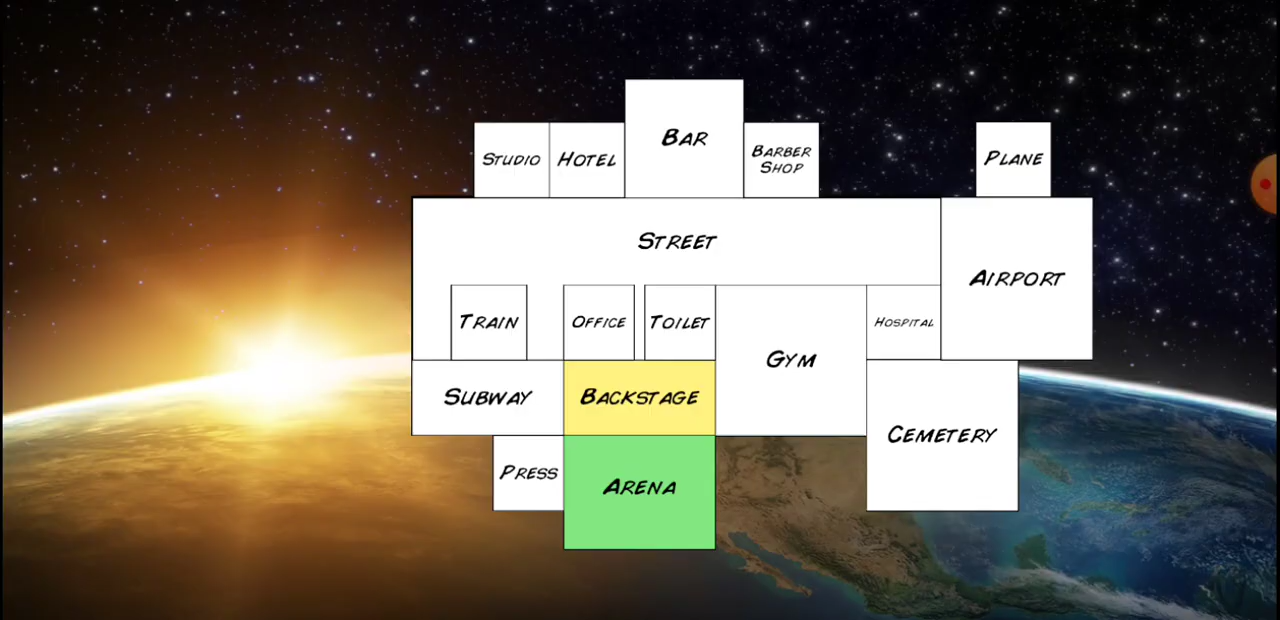 BAR
STUDIO
HOTEL
BARBER
SHOP
PLANE
STREET
AIRPORT
TRAIN
OFFICE
TOILET
HOSPITAL
GYM
SUBWAY
BACKSTAGE
CEMETERY
PRESS
ARENA